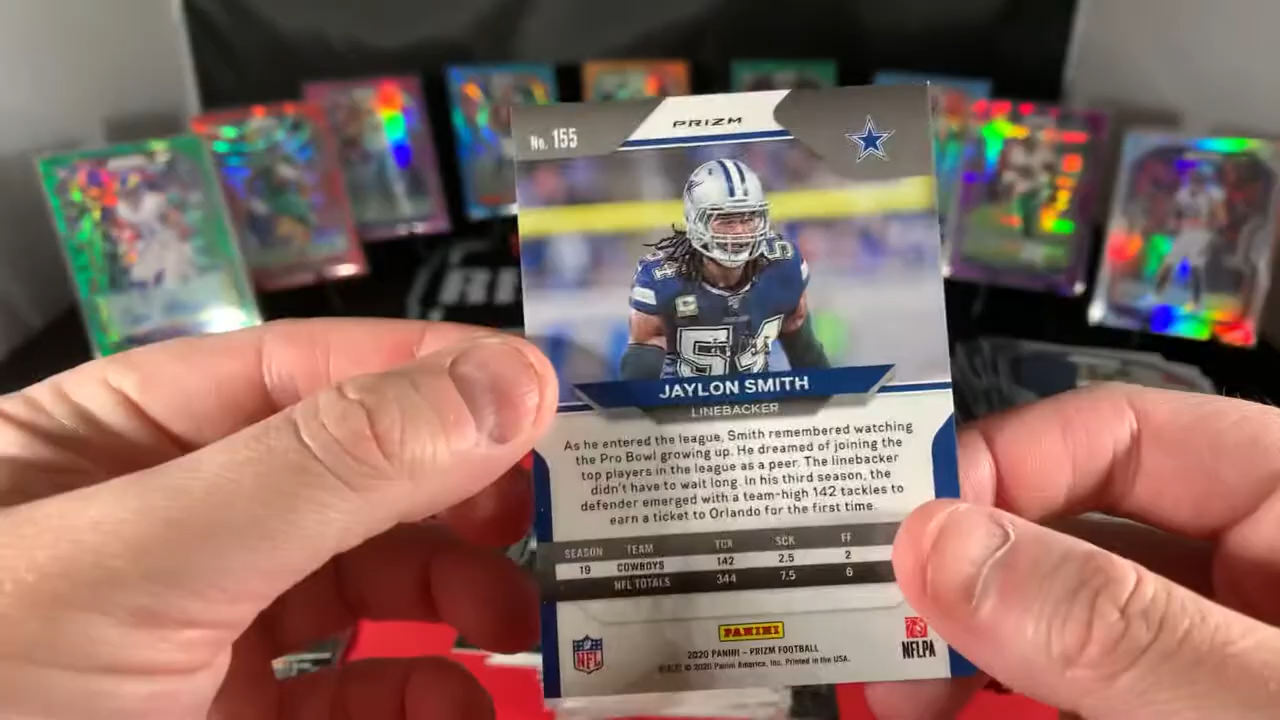 No. 155
PRIZM
54
54
54
C
JAYLON SMITH
LINEBACKER
As he entered the league, Smith remembered watching
the Pro Bowl growing up. He dreamed of joining the
top players in the league as a peer. The linebacker
didn't have to wait long. In his third season, the
defender emerged with a team-high 142 tackles to
earn a ticket to Orlando for the first time.
SEASON TEAM TCK SCK FF
19 COWBOYS 142 2.5 2
NFL TOTALS 344 7.5 6
PANINI
NFL
2020 PANINI – PRIZM FOOTBALL
© 2020 Panini America, Inc. Printed in the USA.
NFLPA